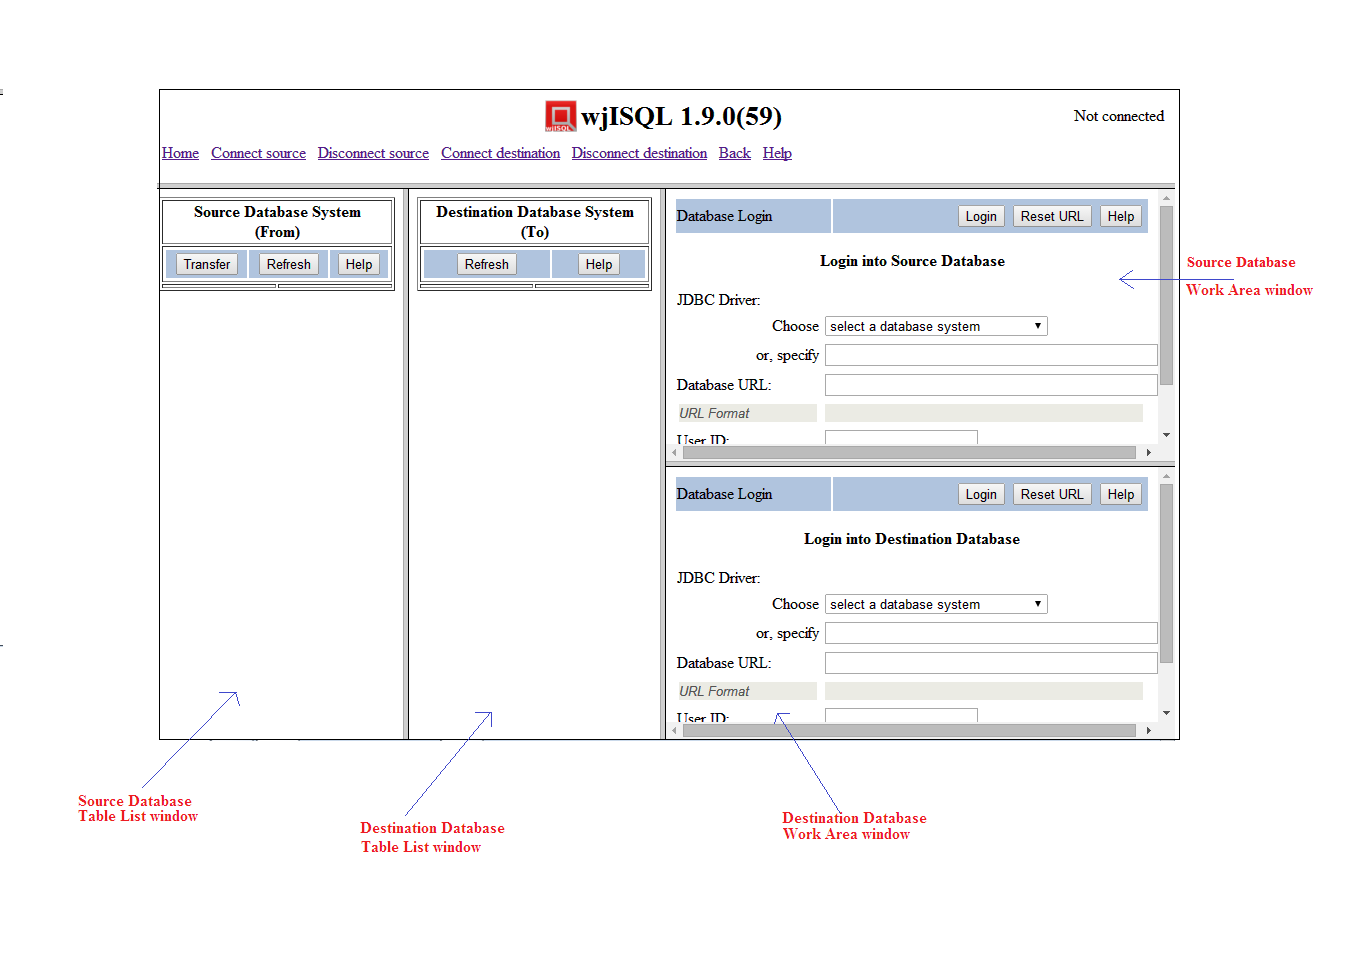 wjISQL wjISQL 1.9.0(59)
Not connected
Home Connect source Disconnect source Connect destination Disconnect destination Back Help
Source Database System
(From)
Transfer Refresh Help
Destination Database System
(To)
Refresh Help
Database Login Login Reset URL Help
Login into Source Database
JDBC Driver:
Choose select a database system
or, specify
Database URL:
URL Format
User ID:
Database Login Login Reset URL Help
Login into Destination Database
JDBC Driver:
Choose select a database system
or, specify
Database URL:
URL Format
User ID:
Source Database
Work Area window
Source Database
Table List window
Destination Database
Table List window
Destination Database
Work Area window